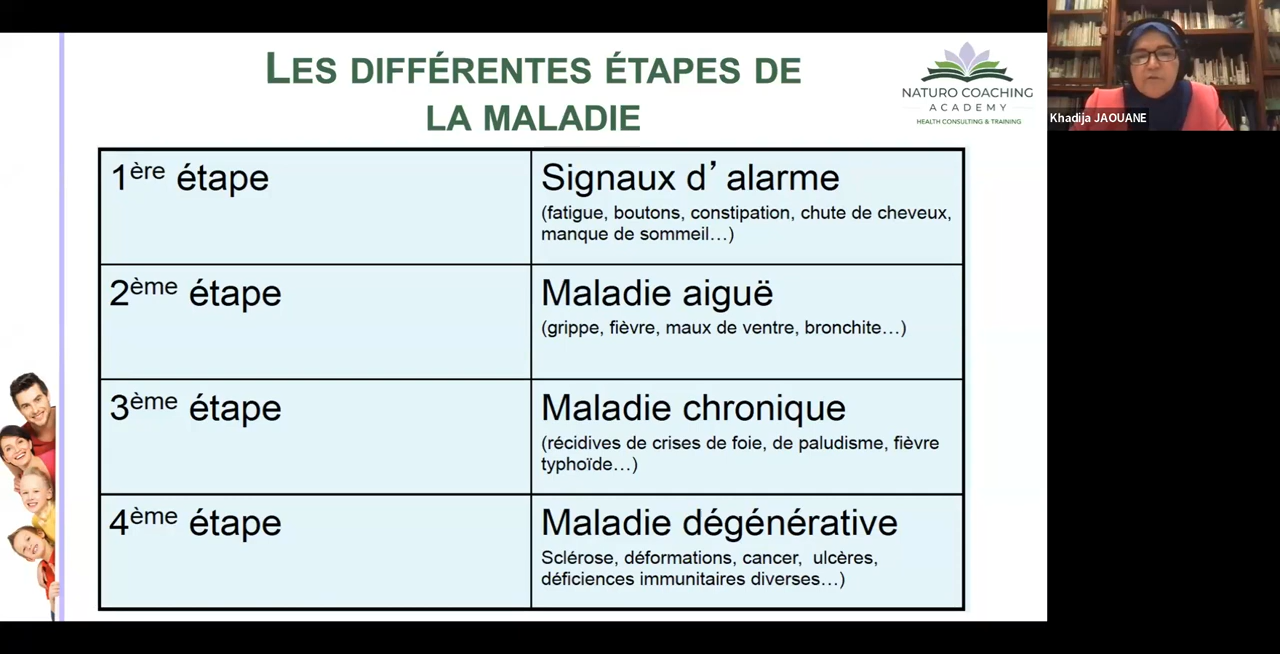 LES DIFFÉRENTES ÉTAPES DE
LA MALADIE
NATURO COACHING
ACADEMY
HEALTH CONSULTING & TRAINING
Khadija JAOUANE
1ère étape
Signaux d’ alarme
(fatigue, boutons, constipation, chute de cheveux,
manque de sommeil…)
2ème étape
Maladie aiguë
(grippe, fièvre, maux de ventre, bronchite…)
3ème étape
Maladie chronique
(récidives de crises de foie, de paludisme, fièvre
typhoïde…)
4ème étape
Maladie dégénérative
Sclérose, déformations, cancer,  ulcères,
déficiences immunitaires diverses…)